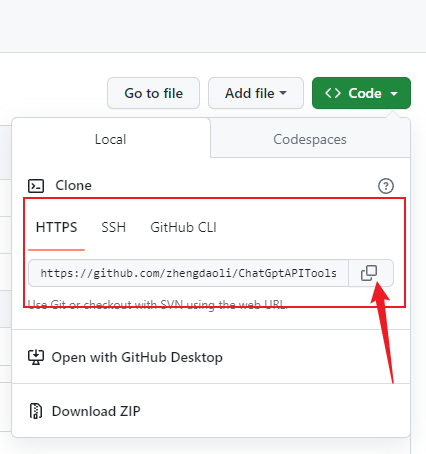 Go to file Add file Code
Local Codespaces
Clone
HTTPS SSH GitHub CLI
https://github.com/zhengdaoli/ChatGptAPITools
Use Git or checkout with SVN using the web URL.
Open with GitHub Desktop
Download ZIP